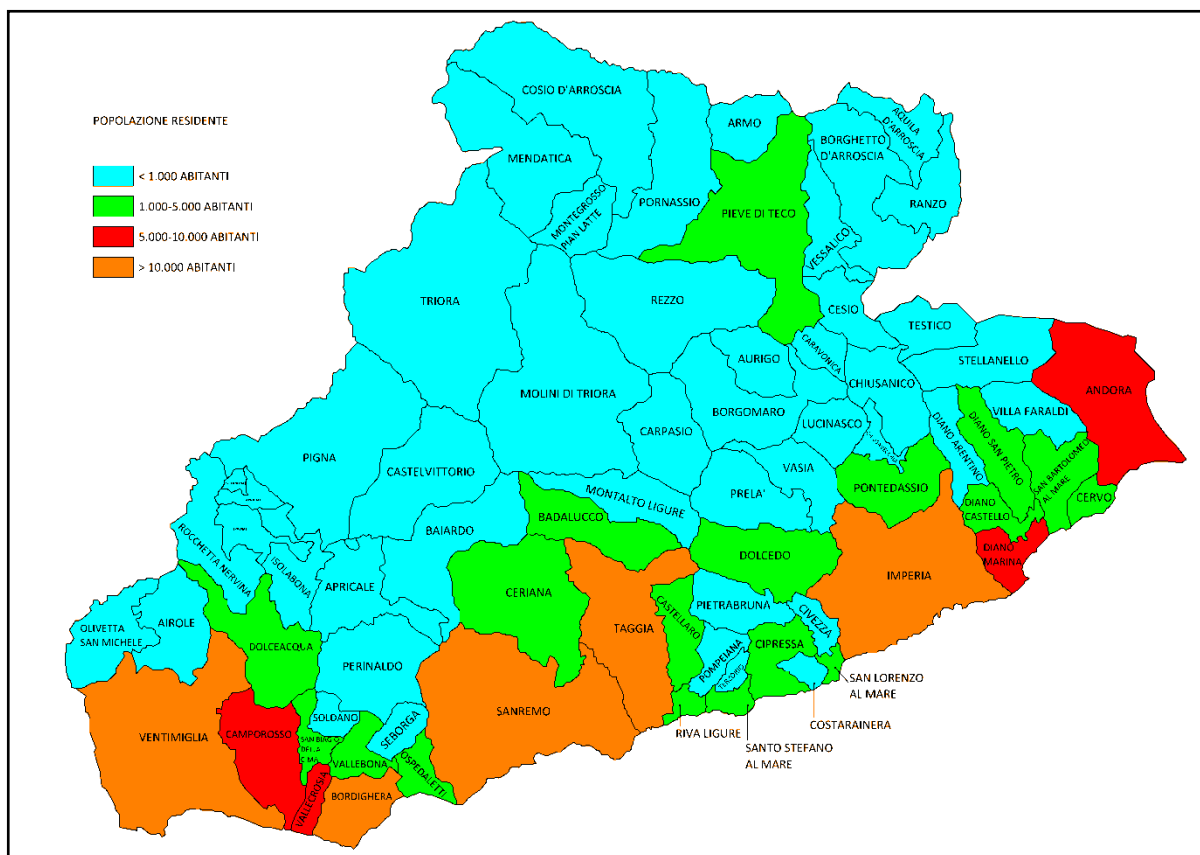 COSIO D'ARROSCIA
ARMO
AQUILA
D'ARROSCIA
POPOLAZIONE RESIDENTE
BORGHETTO
D'ARROSCIA
MENDATICA
< 1.000 ABITANTI
1.000-5.000 ABITANTI
5.000-10.000 ABITANTI
> 10.000 ABITANTI
MONTEGROSSO
PIAN LATTE
PORNASSIO
PIEVE DI TECO
RANZO
VESSALICO
TRIORA
REZZO
CESIO
TESTICO
CARAVONICA
AURIGO
STELLANELLO
CHIUSANICO
ANDORA
MOLINI DI TRIORA
BORGOMARO
LUCINASCO
VILLA FARALDI
CARPASIO
DIANO ARENTINO
DIANO SAN PIETRO
PIGNA
CASTELVITTORIO
VASIA
SAN BARTOLOMEO
AL MARE
PONTEDASSIO
PRELA'
MONTALTO LIGURE
CERVO
DIANO
CASTELLO
BADALUCCO
BAIARDO
ROCCHETTA NERVINA
ISOLABONA
APRICALE
DOLCEDO
DIANO
MARINA
IMPERIA
CERIANA
PIETRABRUNA
CIVEZZA
CASTELLARO
OLIVETTA
SAN MICHELE
AIROLE
TAGGIA
DOLCEACQUA
CIPRESSA
POMPEIANA
TERZORIO
PERINALDO
SAN LORENZO
AL MARE
SANREMO
SOLDANO
SEBORGA
COSTARAINERA
RIVA LIGURE
VENTIMIGLIA
CAMPOROSSO
SAN BIAGIO
DELLA
CIMA
VALLEBONA
OSPEDALETTI
SANTO STEFANO
AL MARE
VALLECROSIA
BORDIGHERA